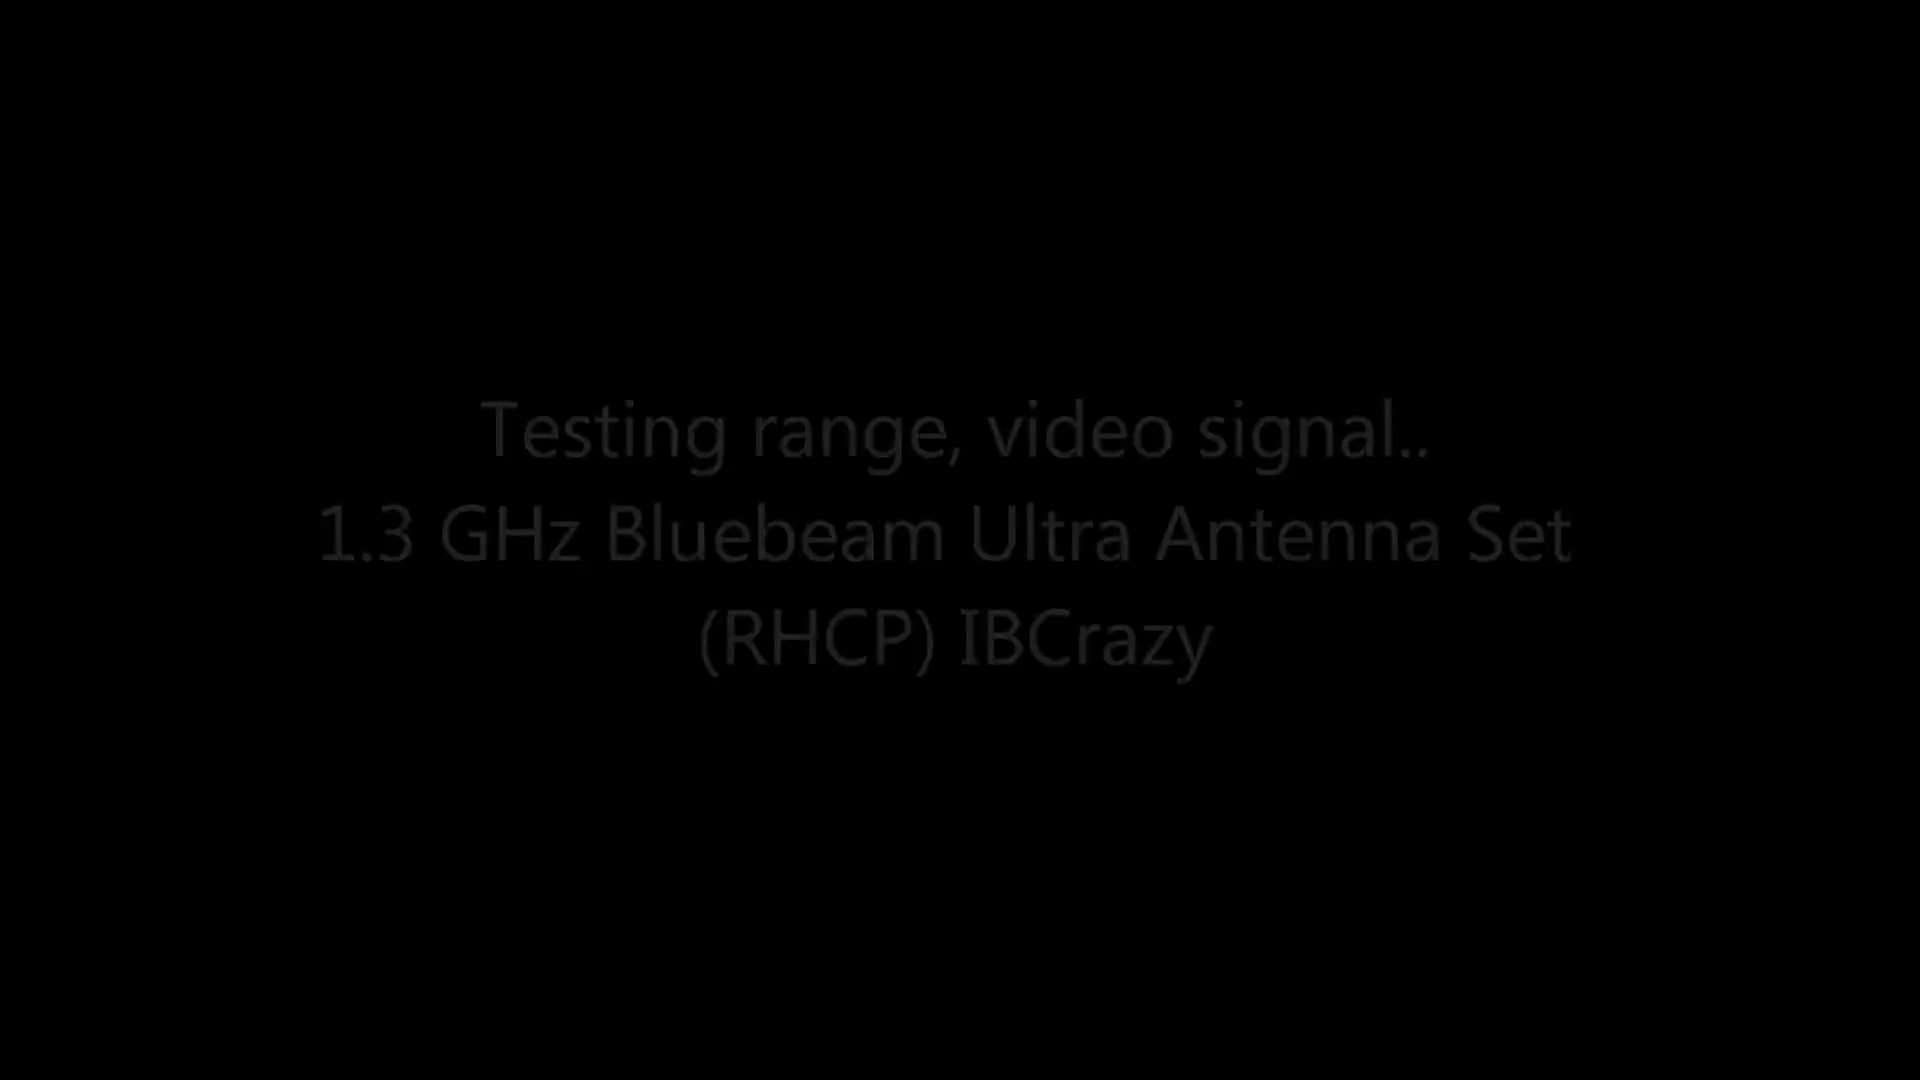 Testing range, video signal..
1.3 GHz Bluebeam Ultra Antenna Set
(RHCP) IBCrazy